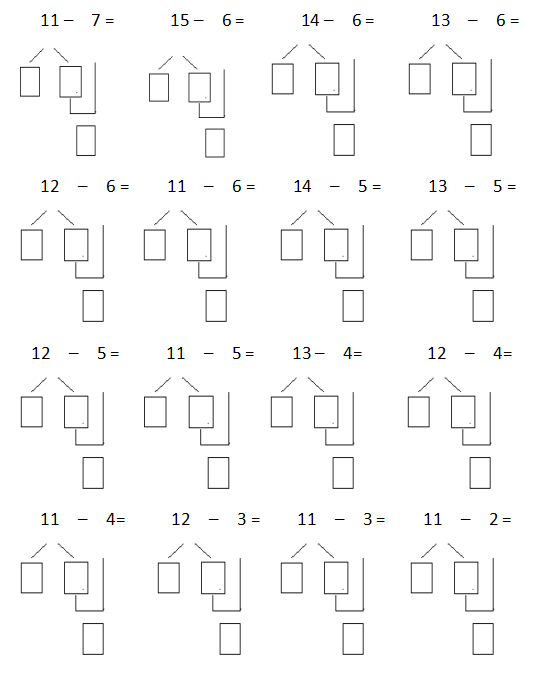 11 – 7 = 15 – 6 = 14 – 6 = 13 – 6 =
12 – 6 = 11 – 6 = 14 – 5 = 13 – 5 =
12 – 5 = 11 – 5 = 13 – 4= 12 – 4=
11 – 4= 12 – 3 = 11 – 3 = 11 – 2 =